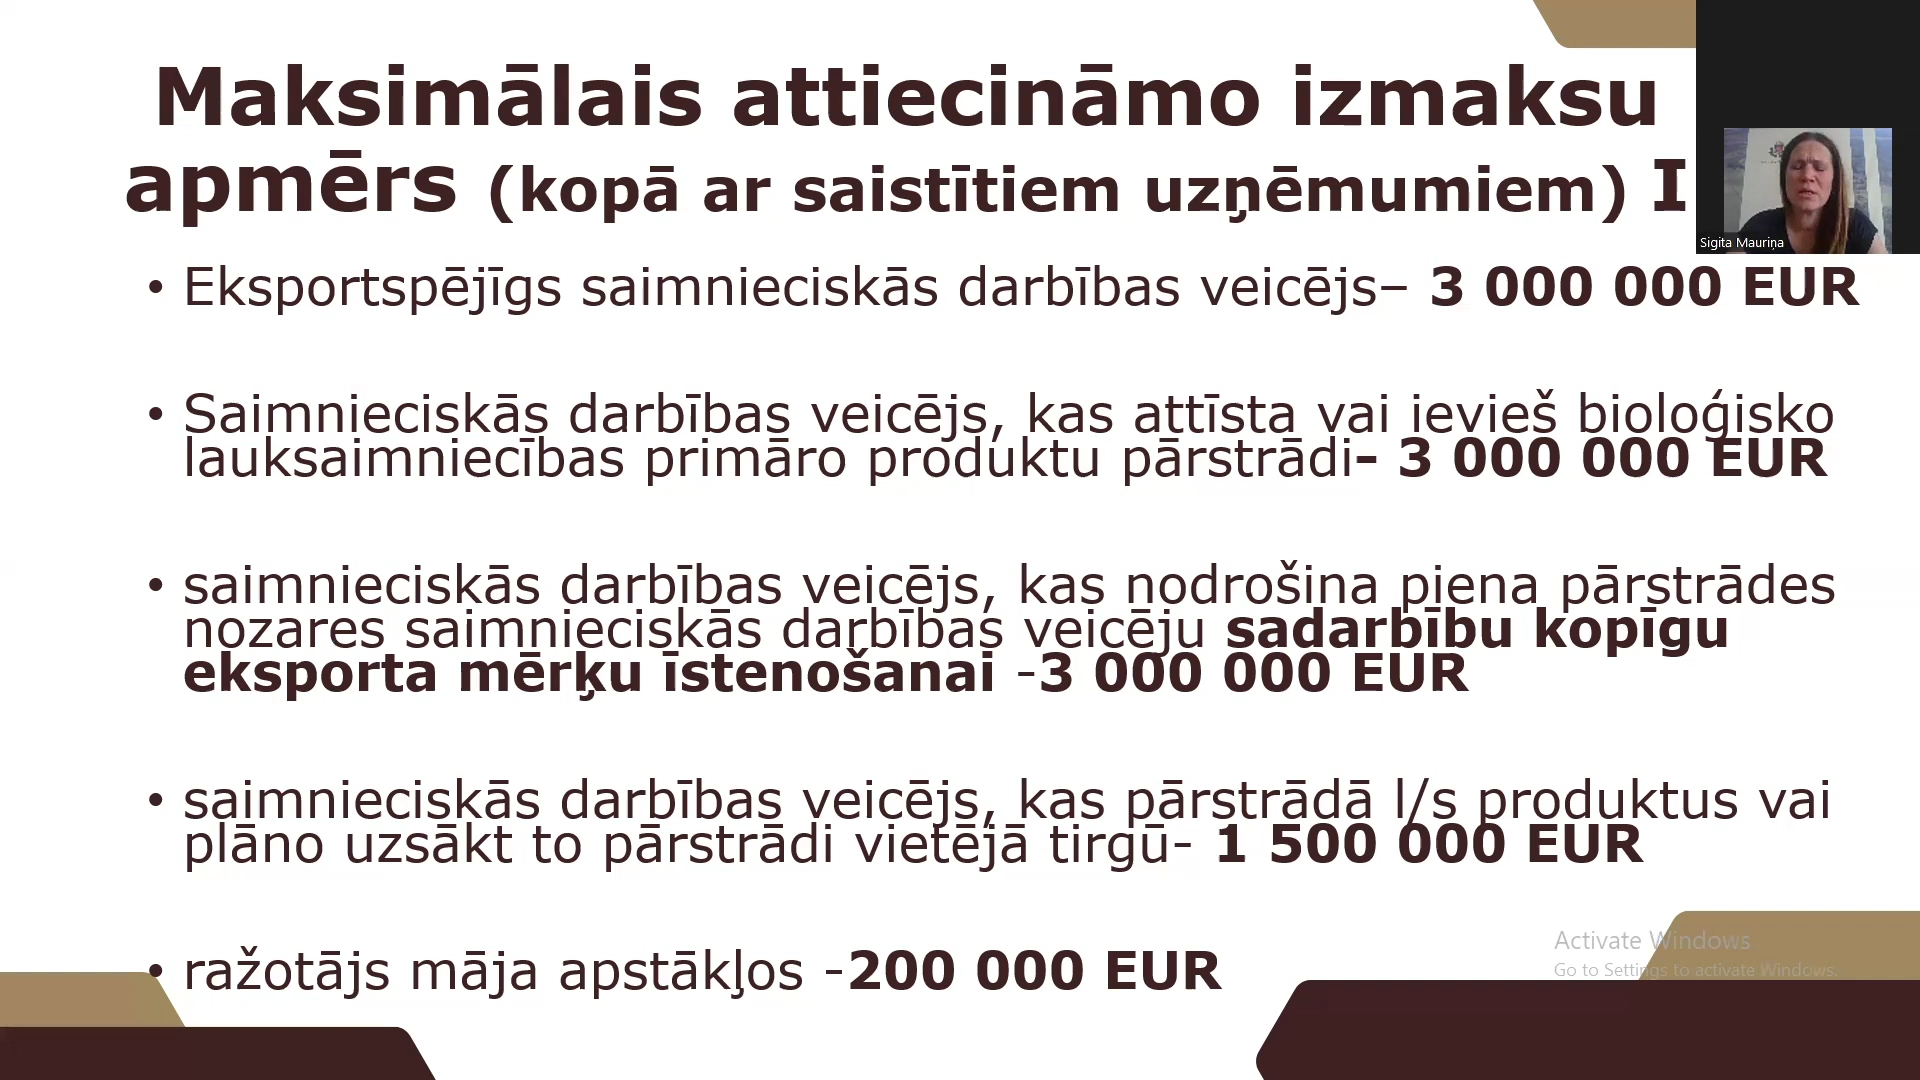 Maksimālais attiecināmo izmaksu
apmērs (kopā ar saistītiem uzņēmumiem) I
Sigita Mauriņa
• Eksportspējīgs saimnieciskās darbības veicējs– 3 000 000 EUR
• Saimnieciskās darbības veicējs, kas attīsta vai ievieš bioloģisko
lauksaimniecības primāro produktu pārstrādi- 3 000 000 EUR
• saimnieciskās darbības veicējs, kas nodrošina piena pārstrādes
nozares saimnieciskās darbības veicēju sadarbību kopīgu
eksporta mērķu īstenošanai -3 000 000 EUR
• saimnieciskās darbības veicējs, kas pārstrādā l/s produktus vai
plāno uzsākt to pārstrādi vietējā tirgū- 1 500 000 EUR
• ražotājs māja apstākļos -200 000 EUR
Activate Windows
Go to Settings to activate Windows.